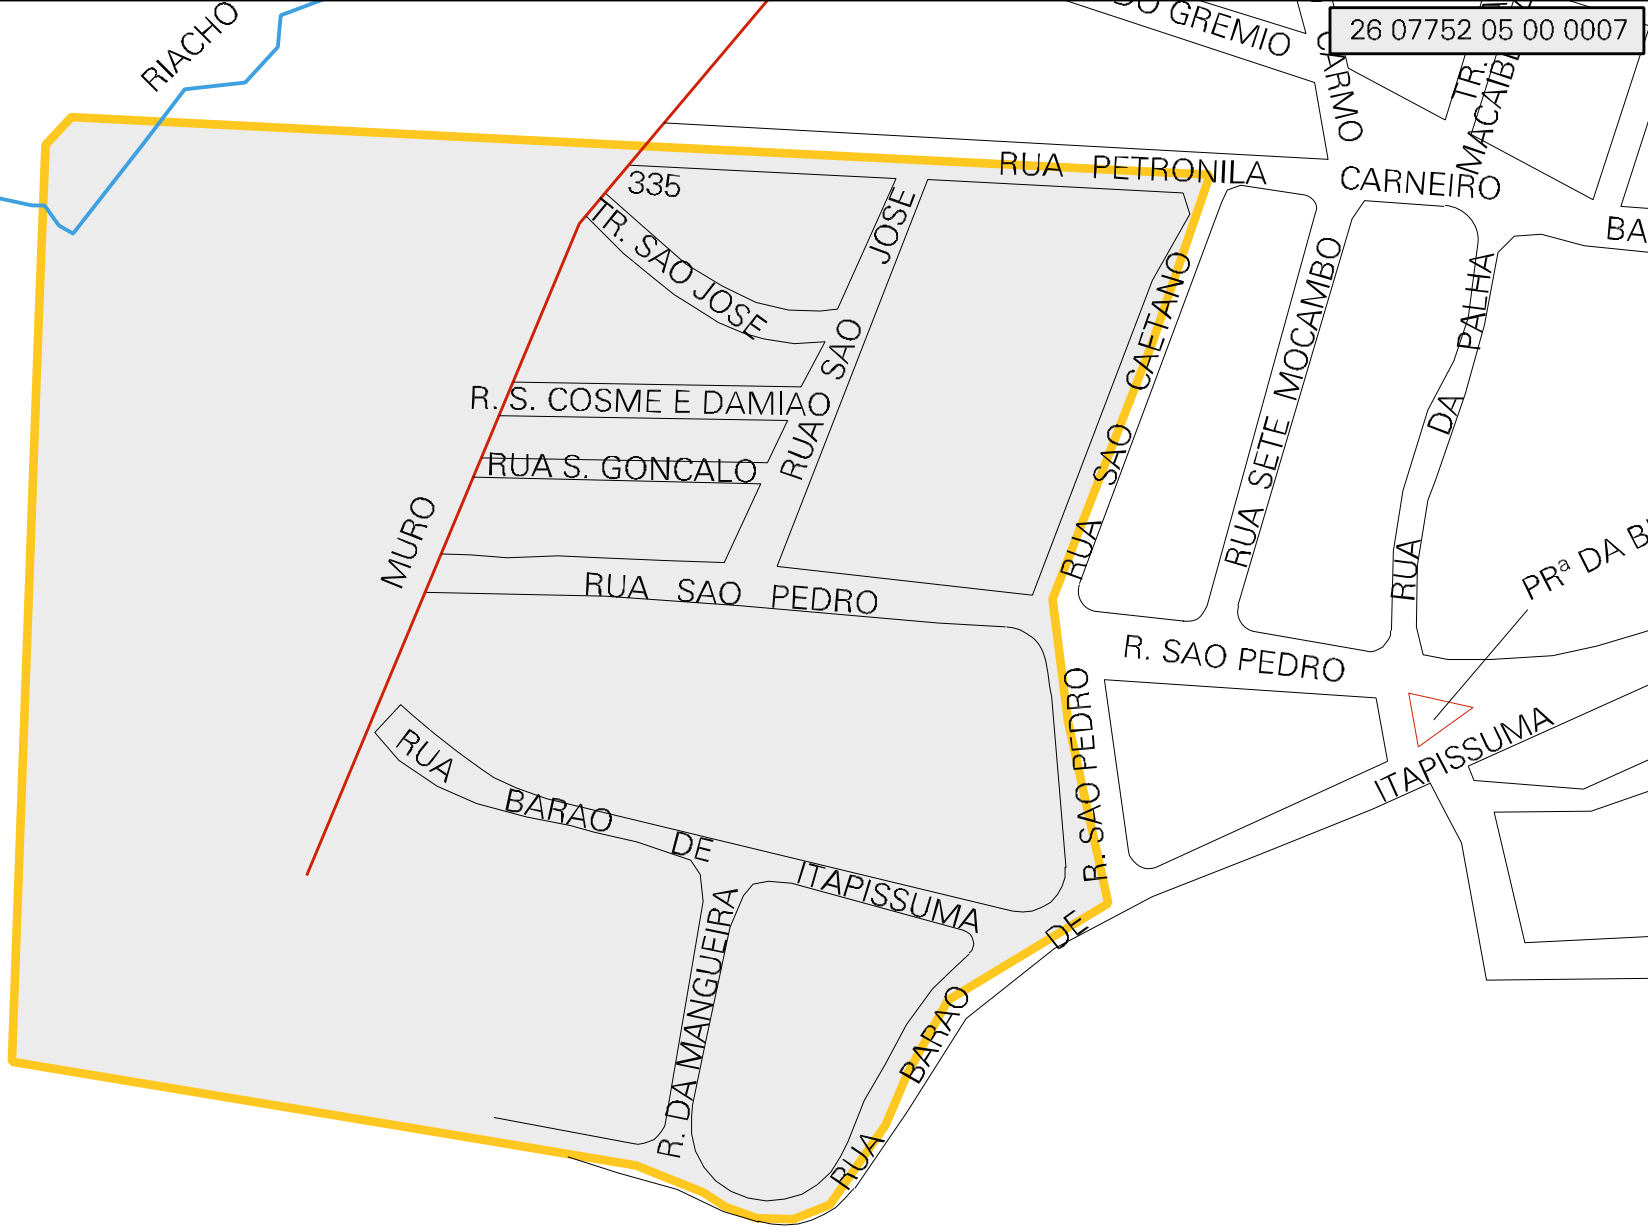 RIACHO
DO GREMIO
CARMO
TR.
26 07752 05 00 0007
RUA PETRONILA
CARNEIRO
335
TR. SAO JOSE
JOSE
SAO
RUA
R. S. COSME E DAMIAO
RUA S. GONCALO
MURO
RUA SAO PEDRO
RUA SAO CAETANO
RUA SETE MOCAMBO
RUA DA PALHA
R. SAO PEDRO
R. SAO PEDRO
ITAPISSUMA
RUA BARAO DE ITAPISSUMA
R. DA MANGUEIRA
RUA BARAO DE
PRª DA